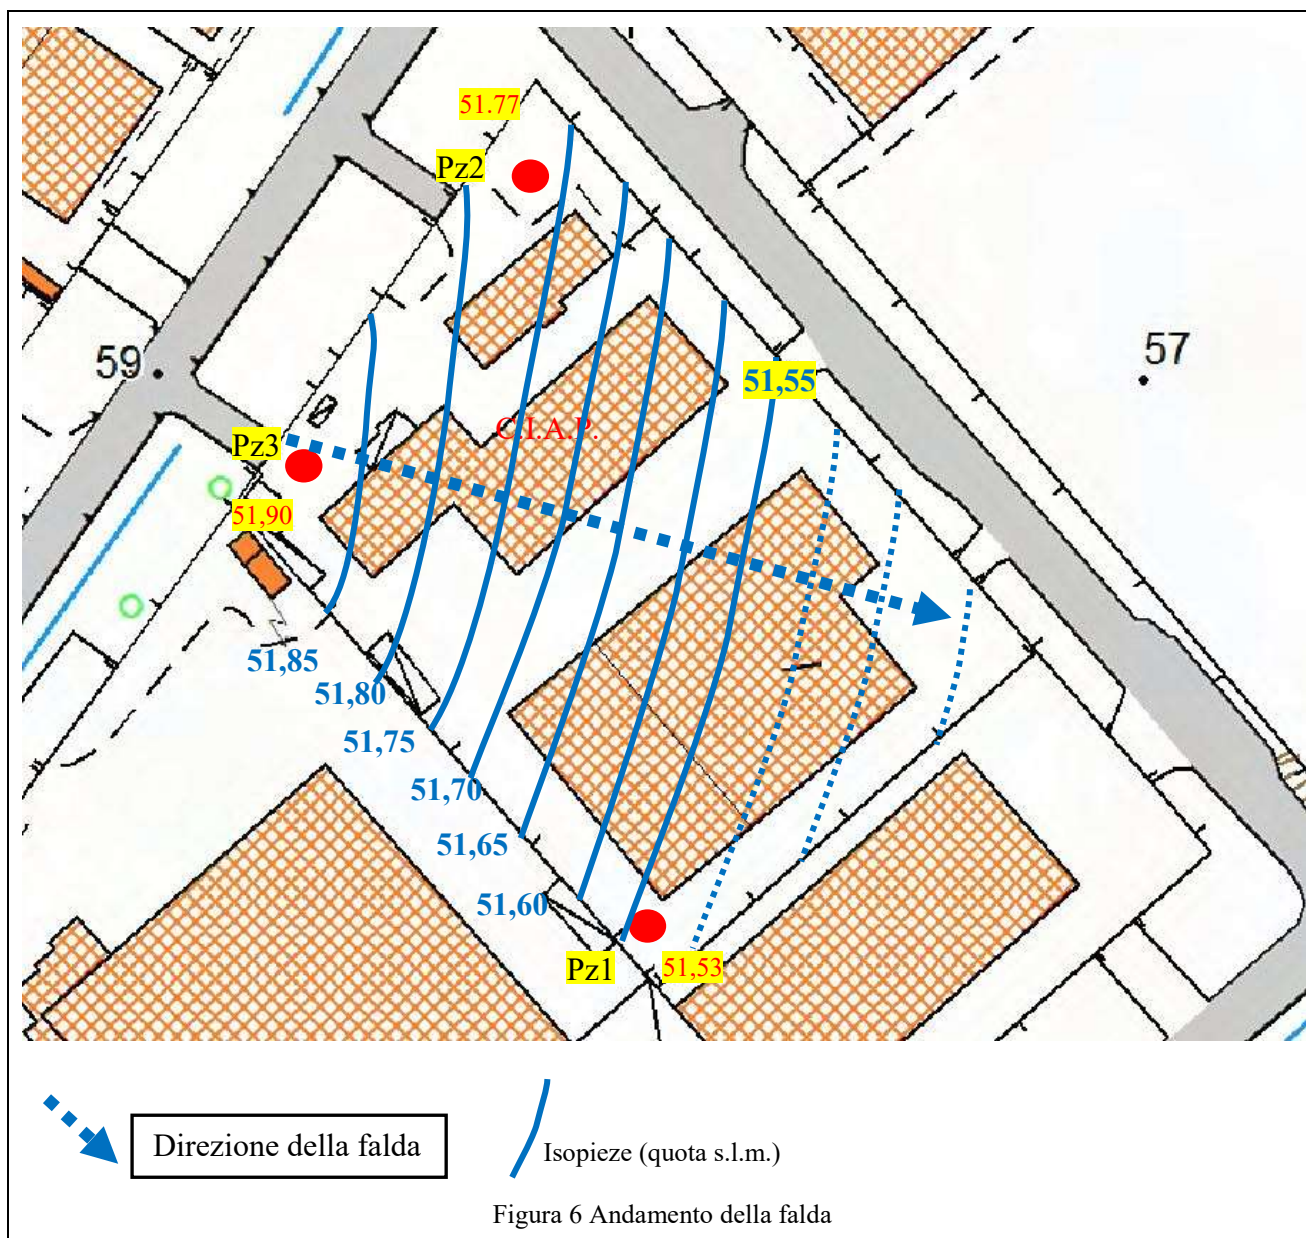 51.77
Pz2
59
57
51,55
C.I.A.P.
Pz3
51,90
51,85
51,80
51,75
51,70
51,65
51,60
Pz1
51,53
Direzione della falda
Isopieze (quota s.l.m.)
Figura 6 Andamento della falda